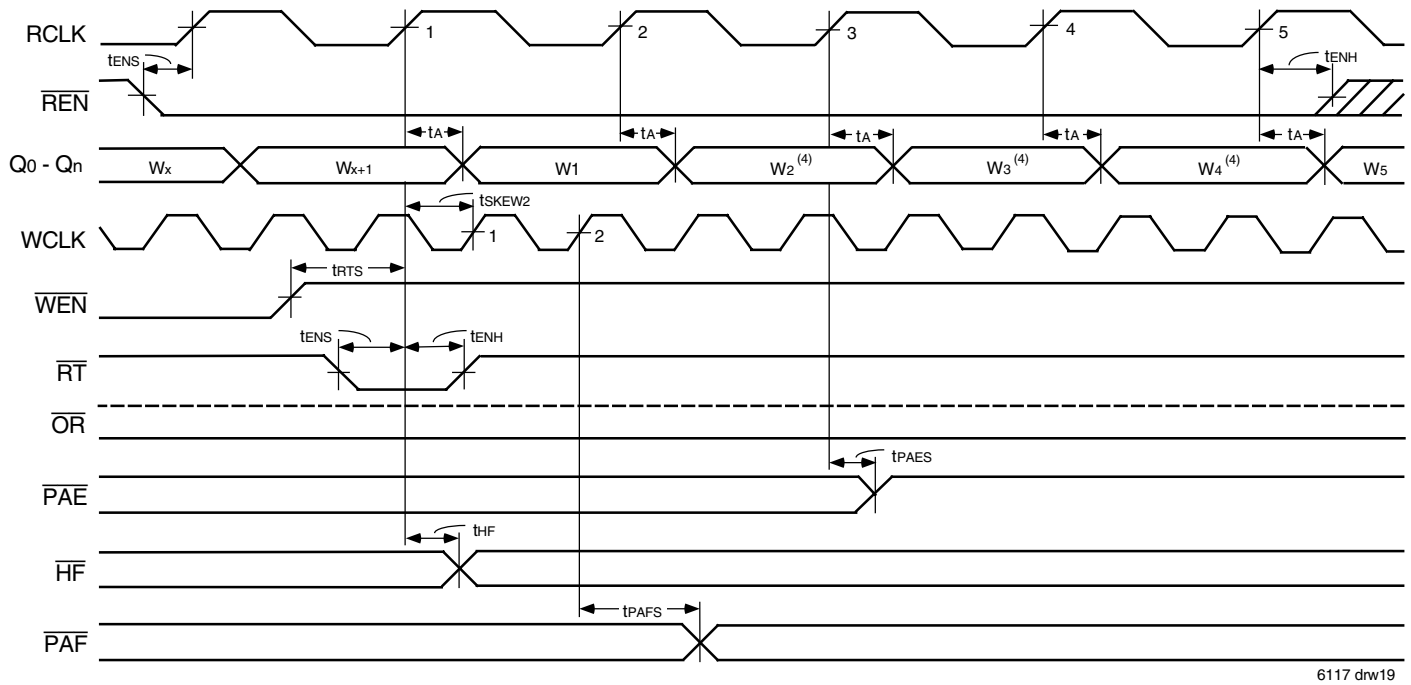 RCLK
1
2
3
4
5
tENS
tENH
REN
tA
tA
tA
tA
tA
Q0 - Qn
Wx
Wx+1
W1
W2(4)
W3(4)
W4(4)
W5
tSKEW2
WCLK
1
2
tRTS
WEN
tENS
tENH
RT
OR
tPAES
PAE
tHF
HF
tPAFS
PAF
6117 drw19